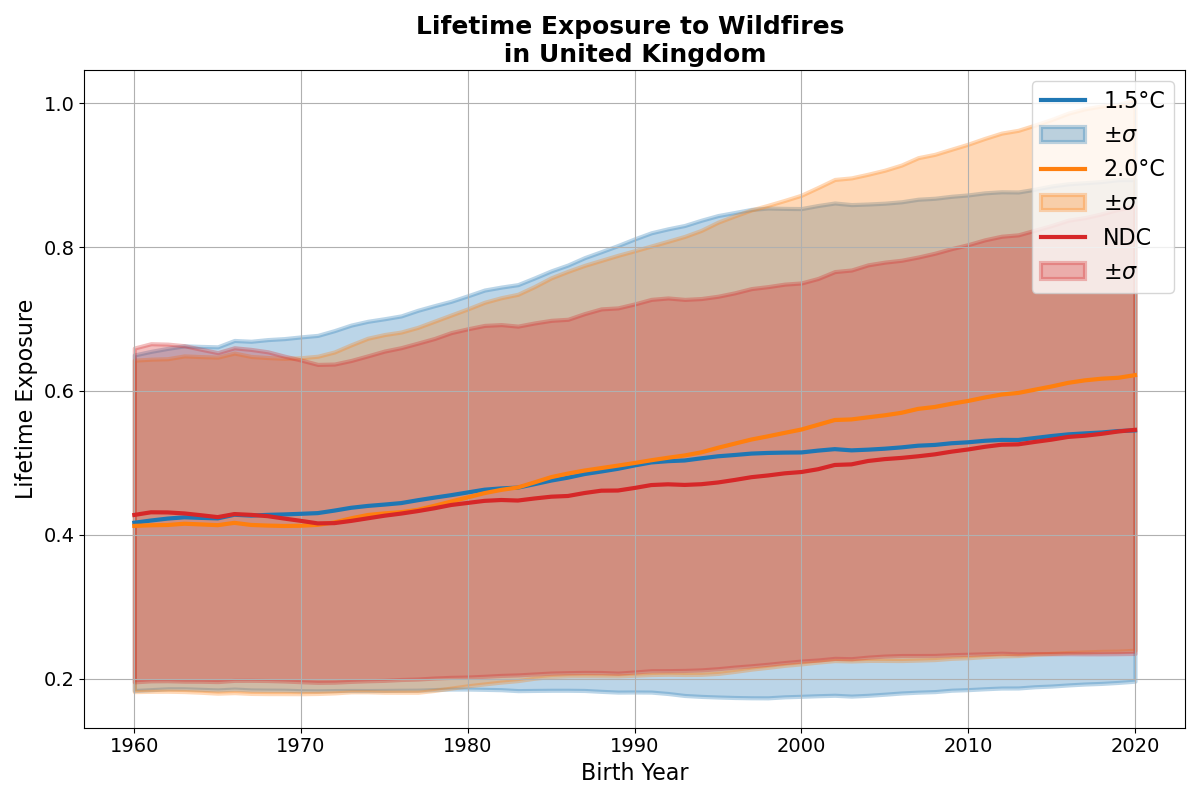 Lifetime Exposure to Wildfires
in United Kingdom
1.5°C
±σ
2.0°C
±σ
NDC
±σ
Lifetime Exposure
1.0
0.8
0.6
0.4
0.2
1960
1970
1980
1990
2000
2010
2020
Birth Year